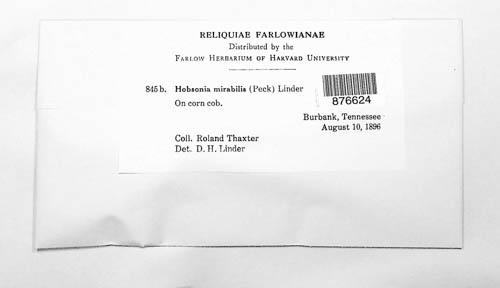 RELIQUIAE FARLOWIANAE
Distributed by the
FARLOW HERBARIUM OF HARVARD UNIVERSITY
845b. Hobsonia mirabilis (Peck) Linder
On corn cob.
876624
Burbank, Tennessee
August 10, 1896
Coll. Roland Thaxter
Det. D. H. Linder